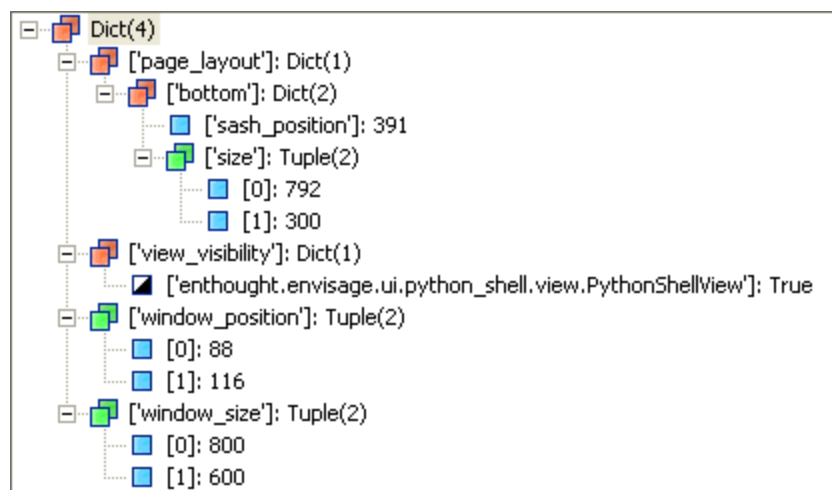 Dict(4)
['page_layout']: Dict(1)
['bottom']: Dict(2)
['sash_position']: 391
['size']: Tuple(2)
[0]: 792
[1]: 300
['view_visibility']: Dict(1)
['enthought.envisage.ui.python_shell.view.PythonShellView']: True
['window_position']: Tuple(2)
[0]: 88
[1]: 116
['window_size']: Tuple(2)
[0]: 800
[1]: 600